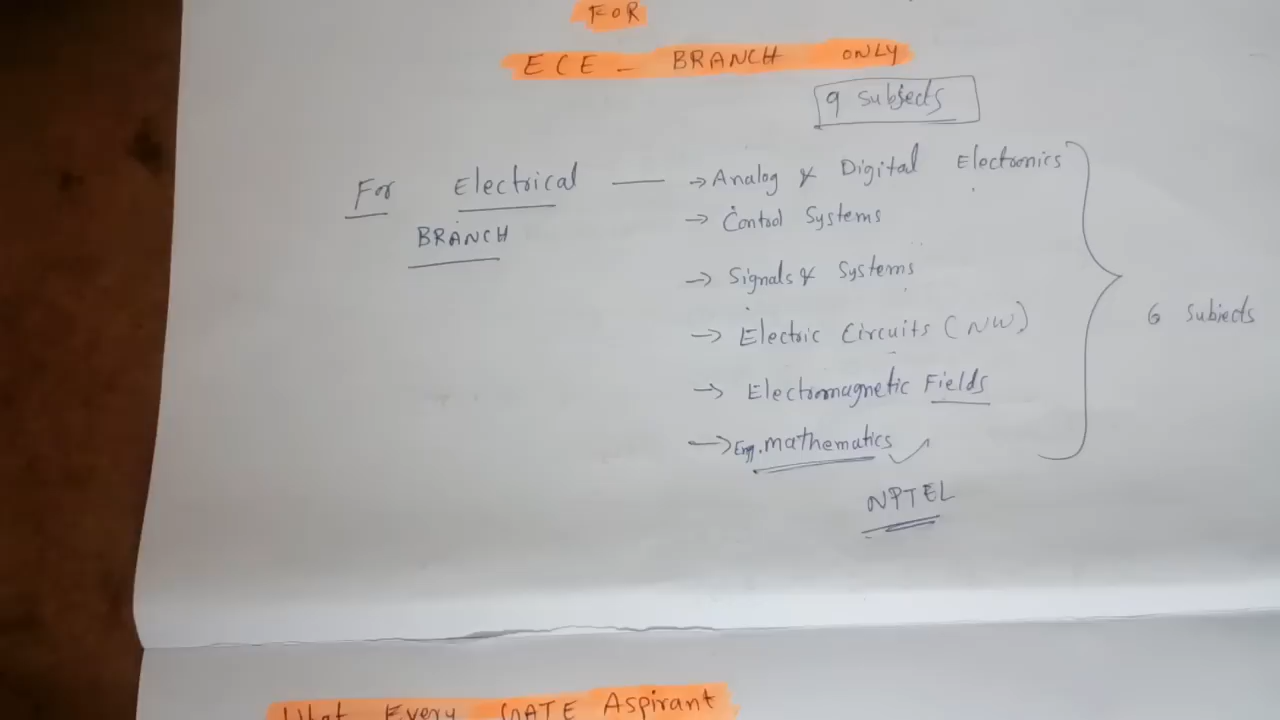 FOR
ECE - BRANCH ONLY
9 Subjects
For Electrical — → Analog & Digital Electronics
BRANCH
→ Control Systems
→ Signals & Systems
→ Electric Circuits (NW)
6 Subjects
→ Electromagnetic Fields
→ Engg. Mathematics ✓
NPTEL
What Every GATE Aspirant